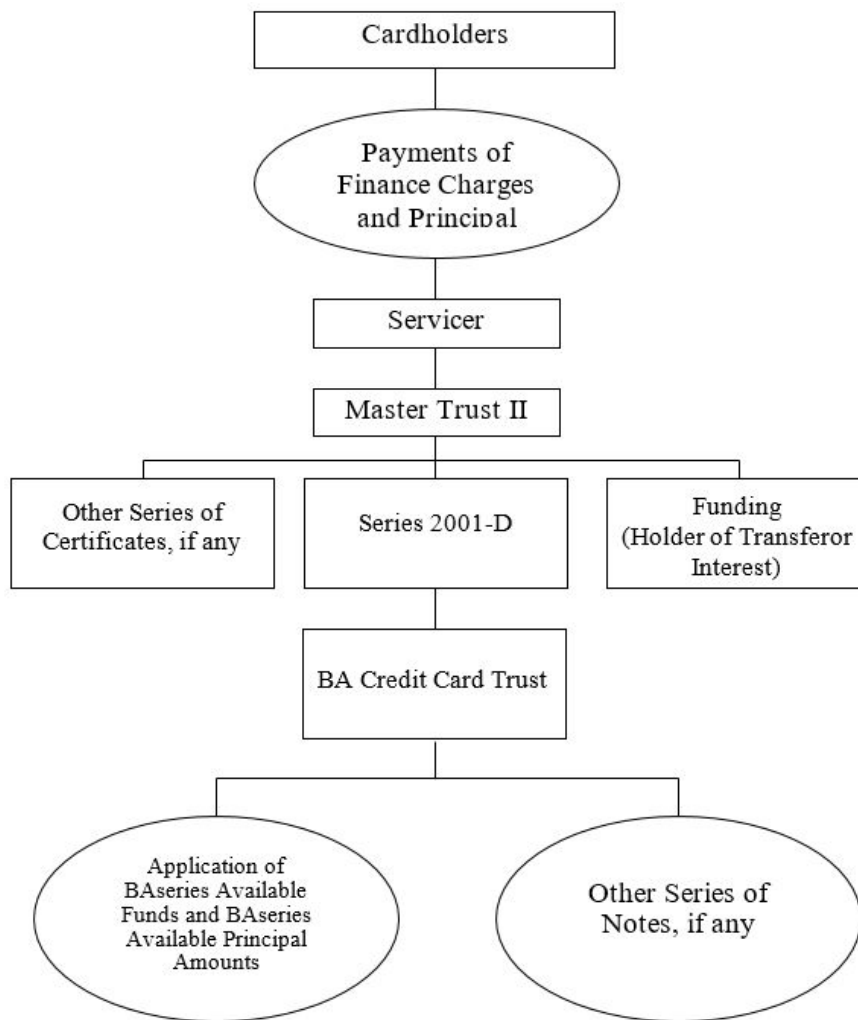 Cardholders
Payments of
Finance Charges
and Principal
Servicer
Master Trust II
Other Series of
Certificates, if any
Series 2001-D
Funding
(Holder of Transferor
Interest)
BA Credit Card Trust
Application of
BAseries Available
Funds and BAseries
Available Principal
Amounts
Other Series of
Notes, if any